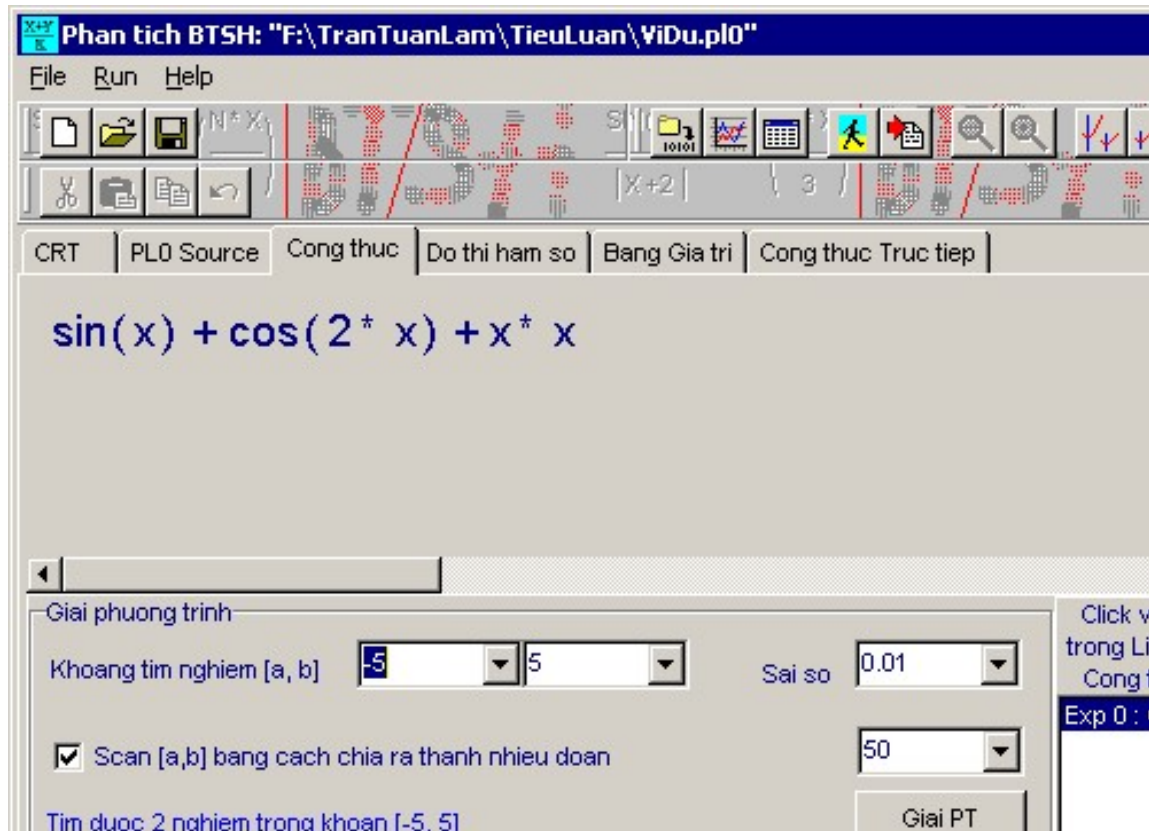 Phan tich BTSH: "F:\TranTuanLam\TieuLuan\ViDu.pl0"
File Run Help
CRT PL0 Source Cong thuc Do thi ham so Bang Gia tri Cong thuc Truc tiep
sin(x) + cos(2* x) + x* x
Giai phuong trinh
Khoang tim nghiem [a, b] -5 5 Sai so 0.01
Scan [a,b] bang cach chia ra thanh nhieu doan 50
Tim duoc 2 nghiem trong khoan [-5, 5] Giai PT
Click
trong
Cong
Exp 0 :